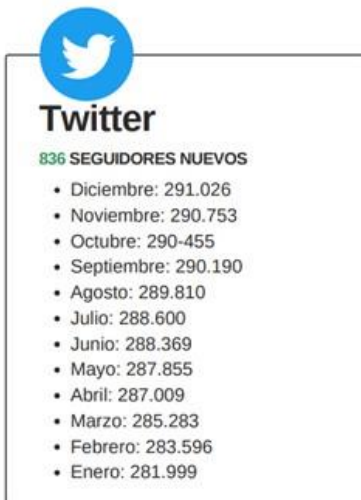 Twitter
836 SEGUIDORES NUEVOS
• Diciembre: 291.026
• Noviembre: 290.753
• Octubre: 290-455
• Septiembre: 290.190
• Agosto: 289.810
• Julio: 288.600
• Junio: 288.369
• Mayo: 287.855
• Abril: 287.009
• Marzo: 285.283
• Febrero: 283.596
• Enero: 281.999